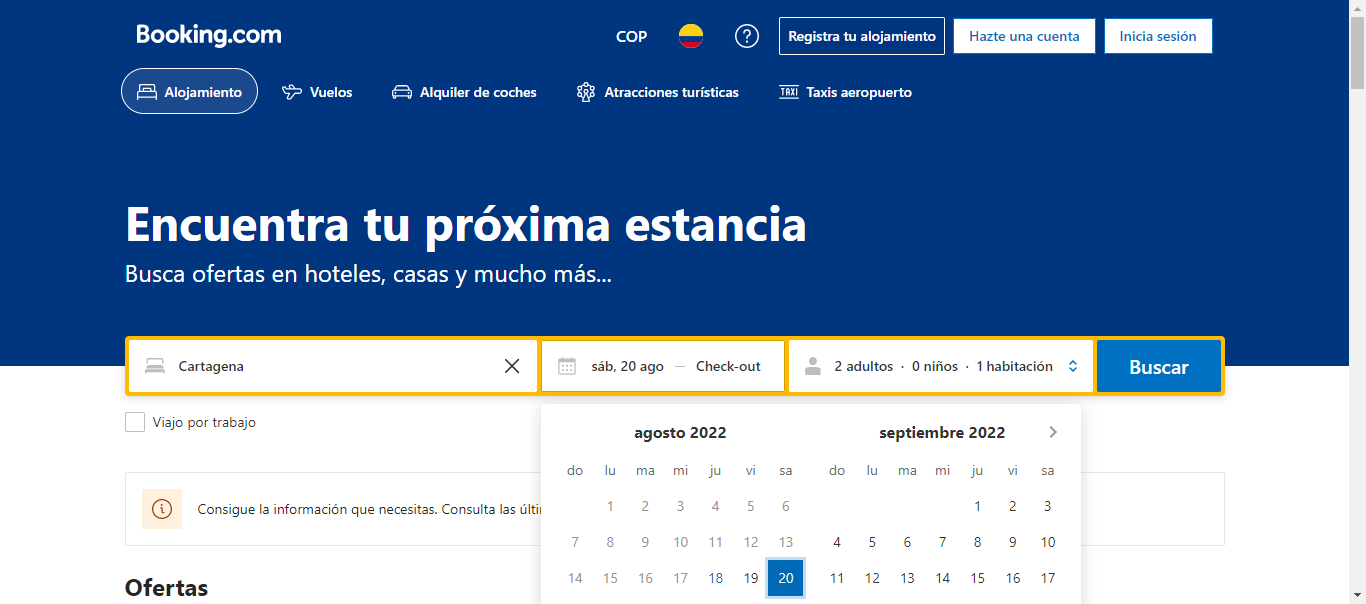 Booking.com
COP
Registra tu alojamiento
Hazte una cuenta
Inicia sesión
Alojamiento
Vuelos
Alquiler de coches
Atracciones turísticas
TAXI Taxis aeropuerto
Encuentra tu próxima estancia
Busca ofertas en hoteles, casas y mucho más...
Cartagena
sáb, 20 ago — Check-out
2 adultos · 0 niños · 1 habitación
Buscar
Viajo por trabajo
agosto 2022
do lu ma mi ju vi sa
1 2 3 4 5 6
7 8 9 10 11 12 13
14 15 16 17 18 19 20
septiembre 2022
do lu ma mi ju vi sa
1 2 3
4 5 6 7 8 9 10
11 12 13 14 15 16 17
Consigue la información que necesitas. Consulta las últi
Ofertas